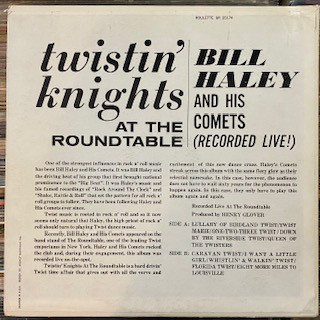 ROULETTE SR 25174
twistin'
knights
AT THE
ROUNDTABLE
BILL
HALEY
AND HIS
COMETS
(RECORDED LIVE!)
One of the strongest influences in rock n' roll music has
been Bill Haley and His Comets. It was Bill Haley and
the driving beat of his group that first brought national
prominence to the "Big Beat". It was Haley's music and
his famed recordings of "Rock Around The Clock" and
"Shake, Rattle & Roll" that set the pattern for all rock n'
roll groups to follow. They have been following Haley
and His Comets ever since.
Twist music is rooted in rock n' roll and so it now
seems only natural that Haley, the high priest of rock n'
roll should turn to playing Twist dance music.
Recently, Bill Haley and His Comets appeared on the
band stand of The Roundtable, one of the leading Twist
emporiums in New York. Haley and His Comets rocked
the club and, during their engagement, this album was
recorded live on the spot.
Twistin' Knights At The Roundtable is a hard drivin'
Twist time affair that gives out with all the verve and
excitement of this new dance craze. Haley's Comets
streak across this album with the same fiery glow as their
celestial namesake. In this case, however, the audience
does not have to wait sixty years for the phenomenon to
happen again. In this case, they have only to play this
album again and again.
Recorded Live At The Roundtable
Produced by HENRY GLOVER
SIDE A: LULLABY OF BIRDLAND TWIST/TWIST
MARIE/ONE-TWO-THREE TWIST/DOWN
BY THE RIVERSIDE TWIST/QUEEN OF
THE TWISTERS
SIDE B: CARAVAN TWIST/I WANT A LITTLE
GIRL/WHISTLIN' & WALKIN' TWIST/
FLORIDA TWIST/EIGHT MORE MILES TO
LOUISVILLE